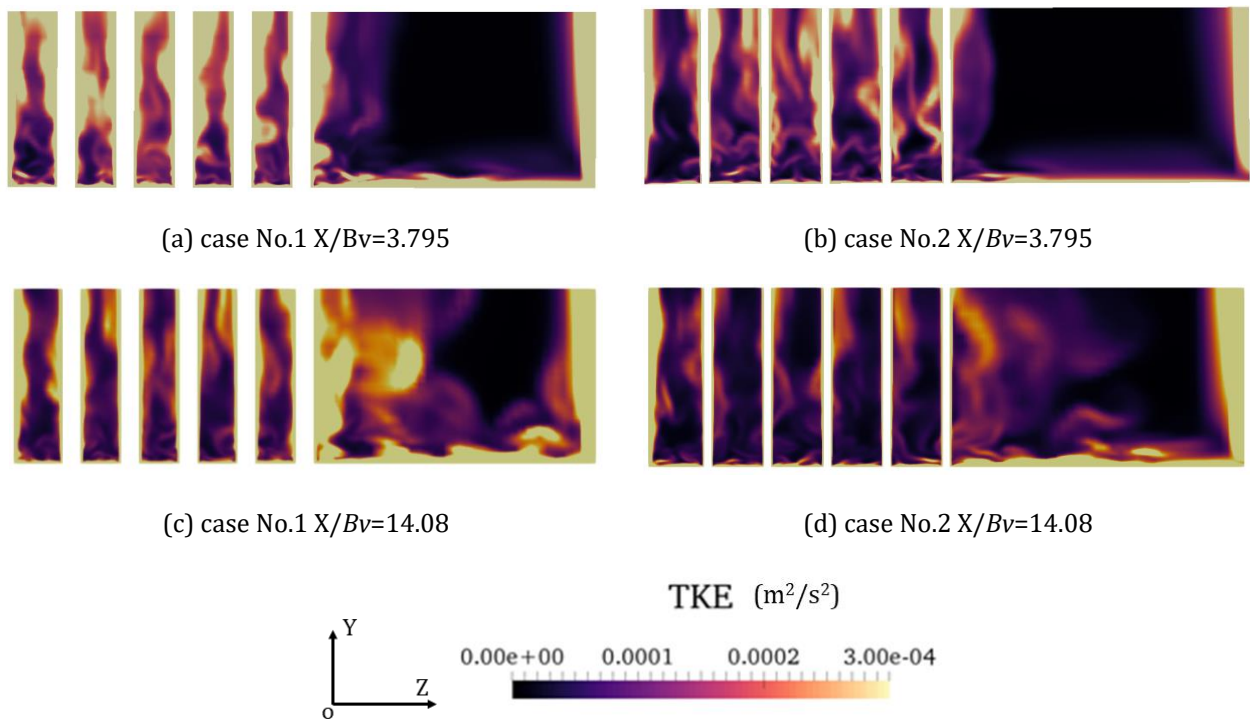 (a) case No.1 X/Bv=3.795
(b) case No.2 X/Bv=3.795
(c) case No.1 X/Bv=14.08
(d) case No.2 X/Bv=14.08
TKE (m²/s²)
Y
0.00e+00 0.0001 0.0002 3.00e-04
Z
o